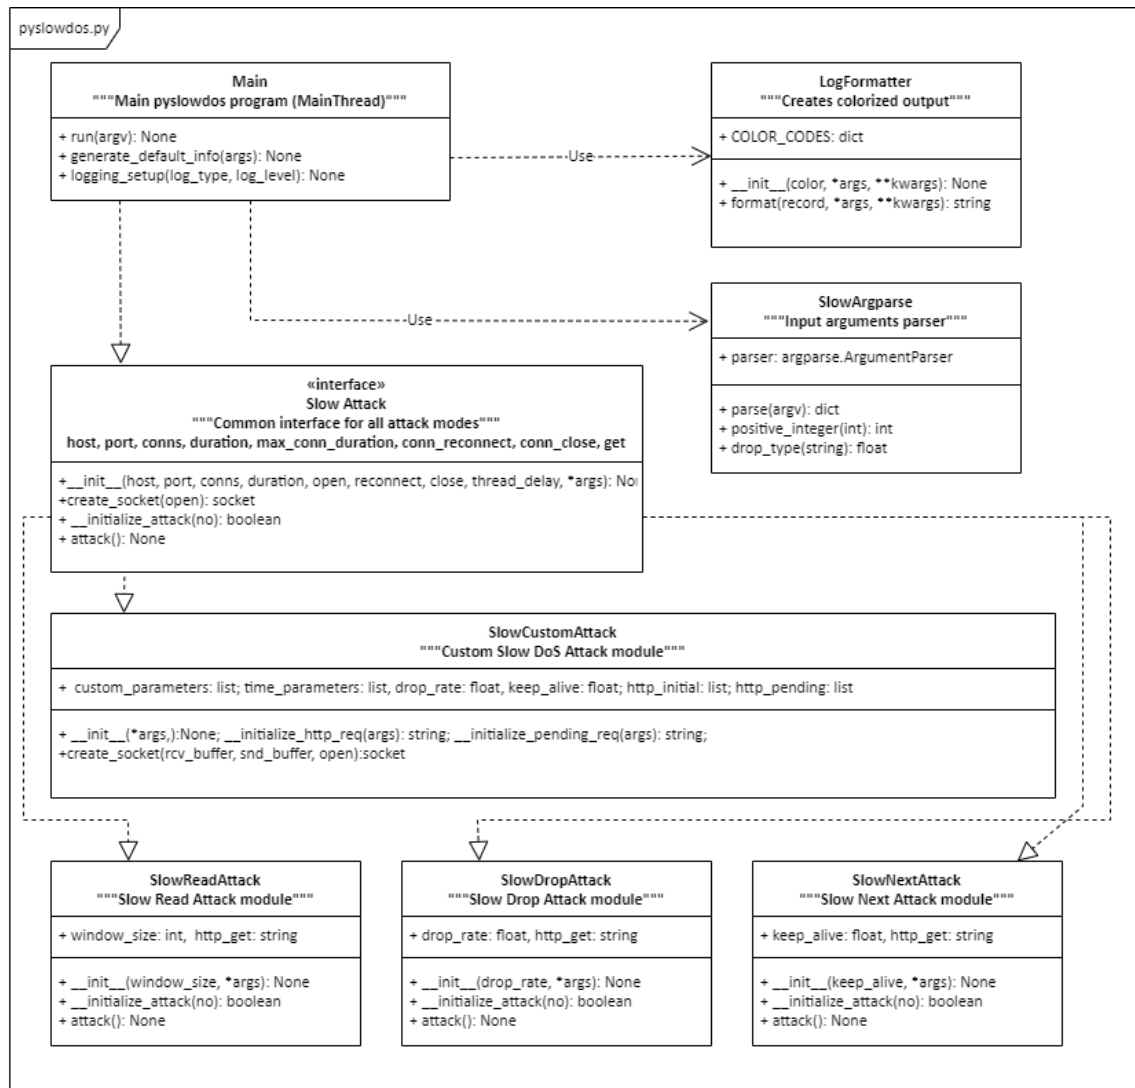 pyslowdos.py
Main
"""Main pyslowdos program (MainThread)"""
+ run(argv): None
+ generate_default_info(args): None
+ logging_setup(log_type, log_level): None
LogFormatter
"""Creates colorized output"""
+ COLOR_CODES: dict
+ __init__(color, *args, **kwargs): None
+ format(record, *args, **kwargs): string
Use
SlowArgparse
"""Input arguments parser"""
+ parser: argparse.ArgumentParser
+ parse(argv): dict
+ positive_integer(int): int
+ drop_type(string): float
Use
«interface»
Slow Attack
"""Common interface for all attack modes"""
host, port, conns, duration, max_conn_duration, conn_reconnect, conn_close, get
+__init__(host, port, conns, duration, open, reconnect, close, thread_delay, *args): No
+create_socket(open): socket
+ __initialize_attack(no): boolean
+ attack(): None
SlowCustomAttack
"""Custom Slow DoS Attack module"""
+ custom_parameters: list; time_parameters: list, drop_rate: float, keep_alive: float; http_initial: list; http_pending: list
+ __init__(*args,):None; __initialize_http_req(args): string; __initialize_pending_req(args): string;
+create_socket(rcv_buffer, snd_buffer, open):socket
SlowReadAttack
"""Slow Read Attack module"""
+ window_size: int, http_get: string
+ __init__(window_size, *args): None
+ __initialize_attack(no): boolean
+ attack(): None
SlowDropAttack
"""Slow Drop Attack module"""
+ drop_rate: float, http_get: string
+ __init__(drop_rate, *args): None
+ __initialize_attack(no): boolean
+ attack(): None
SlowNextAttack
"""Slow Next Attack module"""
+ keep_alive: float, http_get: string
+ __init__(keep_alive, *args): None
+ __initialize_attack(no): boolean
+ attack(): None